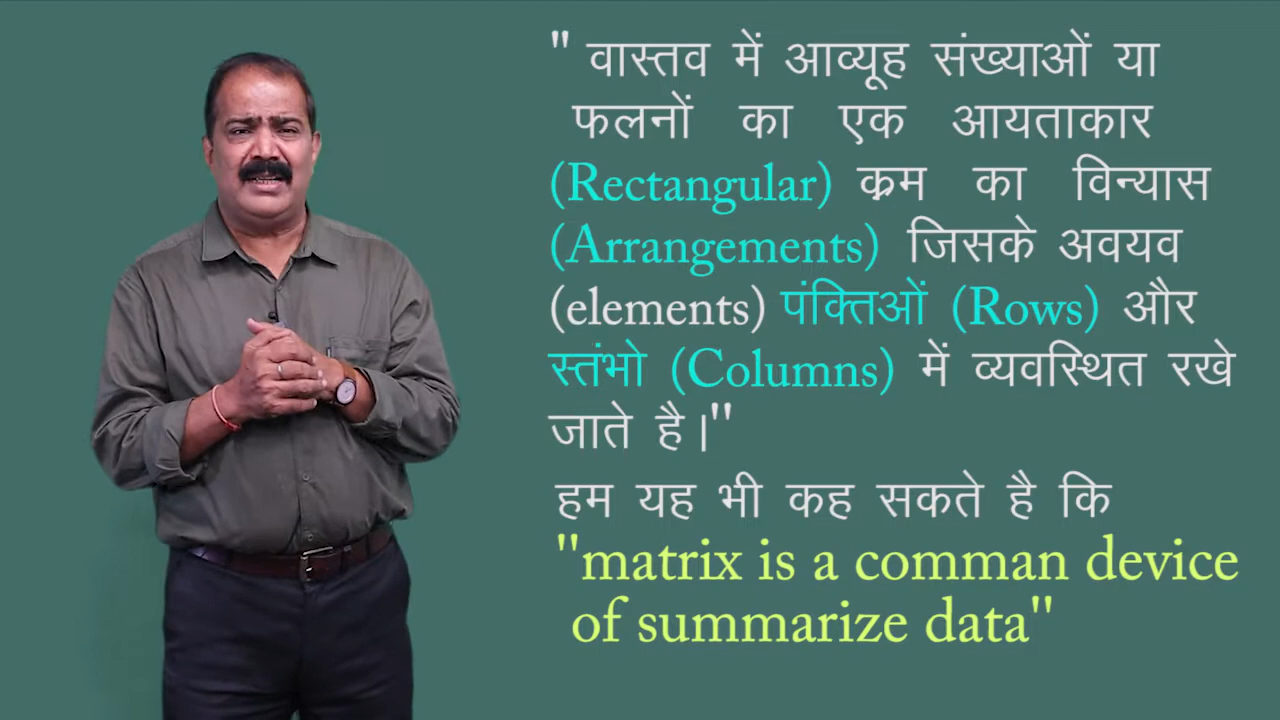 " वास्तव में आव्यूह संख्याओं या
फलनों का एक आयताकार
(Rectangular) क्रम का विन्यास
(Arrangements) जिसके अवयव
(elements) पंक्तिओं (Rows) और
स्तंभो (Columns) में व्यवस्थित रखे
जाते है।"
हम यह भी कह सकते है कि
"matrix is a comman device
of summarize data"